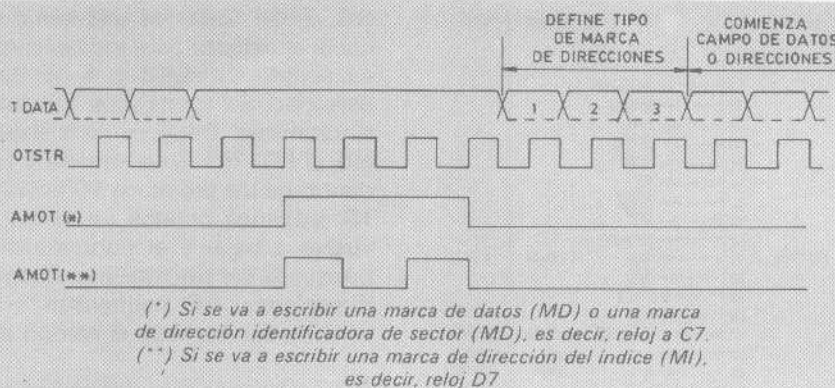 DEFINE TIPO
DE MARCA
DE DIRECCIONES
COMIENZA
CAMPO DE DATOS
O DIRECCIONES
T DATA
1 2 3
OTSTR
AMOT (*)
AMOT(**)
(*) Si se va a escribir una marca de datos (MD) o una marca
de dirección identificadora de sector (MD), es decir, reloj a C7.
(**) Si se va a escribir una marca de dirección del índice (MI),
es decir, reloj D7